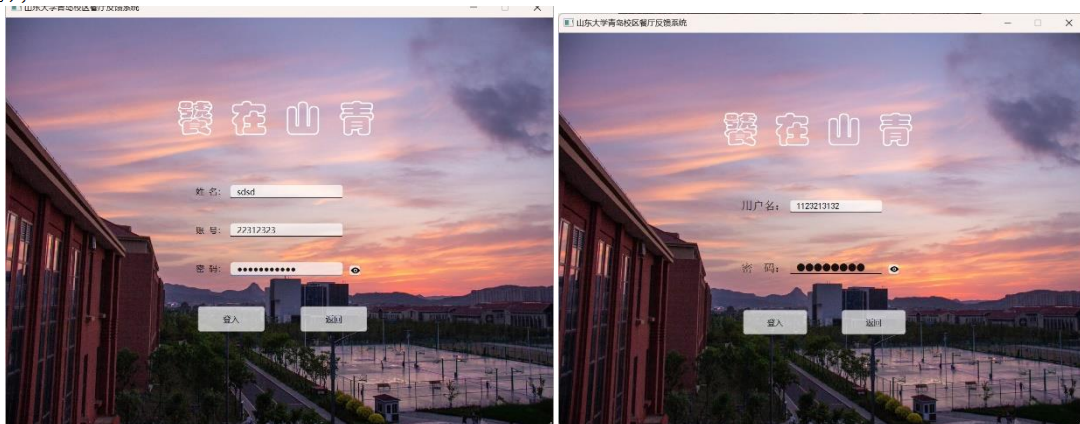 山东大学青岛校区餐厅反馈系统
餮在山青
姓 名： sdsd
账 号： 22312323
密 码： ●●●●●●●●●●●
登入 返回
山东大学青岛校区餐厅反馈系统
餮在山青
用户名： 1123213132
密 码： ●●●●●●●●
登入 返回